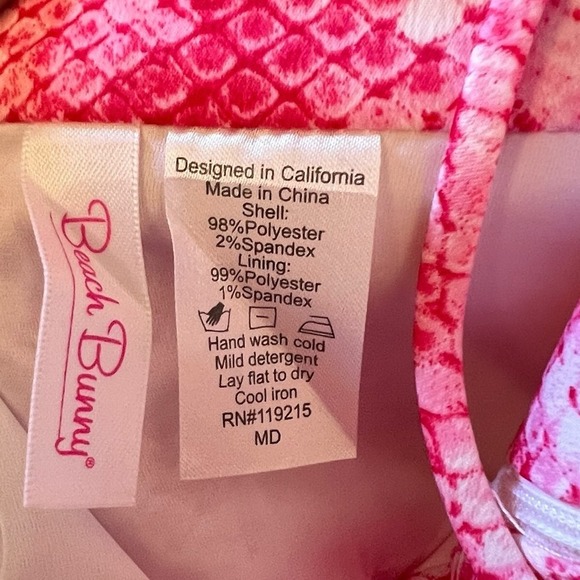 Beach Bunny®
Designed in California
Made in China
Shell:
98%Polyester
2%Spandex
Lining:
99%Polyester
1%Spandex
Hand wash cold
Mild detergent
Lay flat to dry
Cool iron
RN#119215
MD